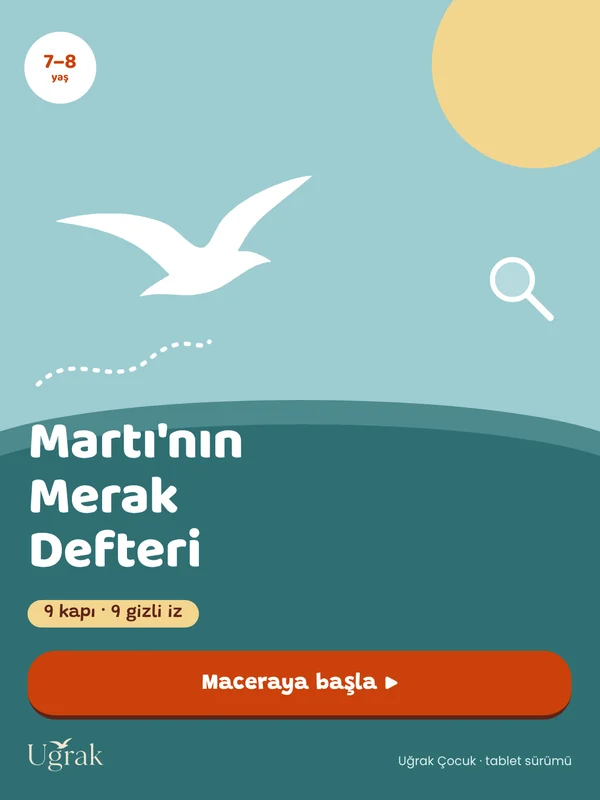 7–8
yaş
Martı'nın
Merak
Defteri
9 kapı · 9 gizli iz
Maceraya başla ▶
Uğrak
Uğrak Çocuk · tablet sürümü